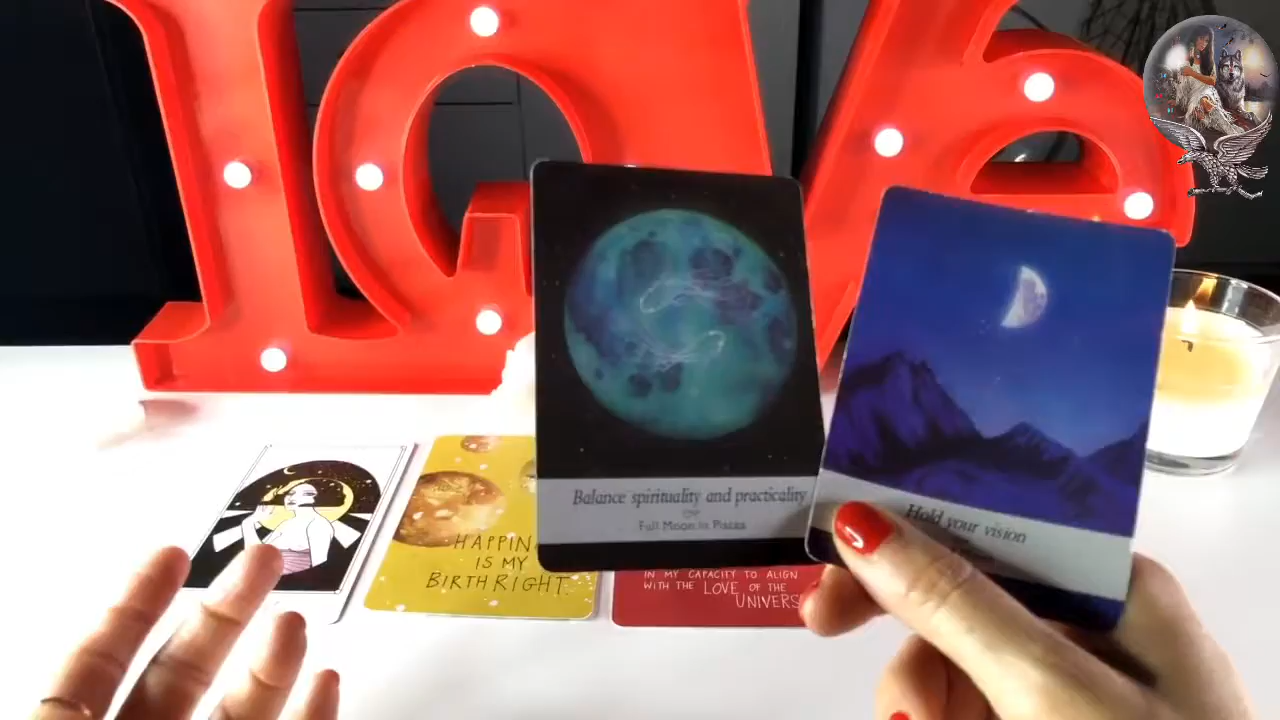 LOVE
Balance spirituality and practicality
Full Moon in Pisces
Hold your vision
HAPPIN
IS MY
BIRTHRIGHT.
IN MY CAPACITY TO ALIGN
WITH THE LOVE OF THE
UNIVERS